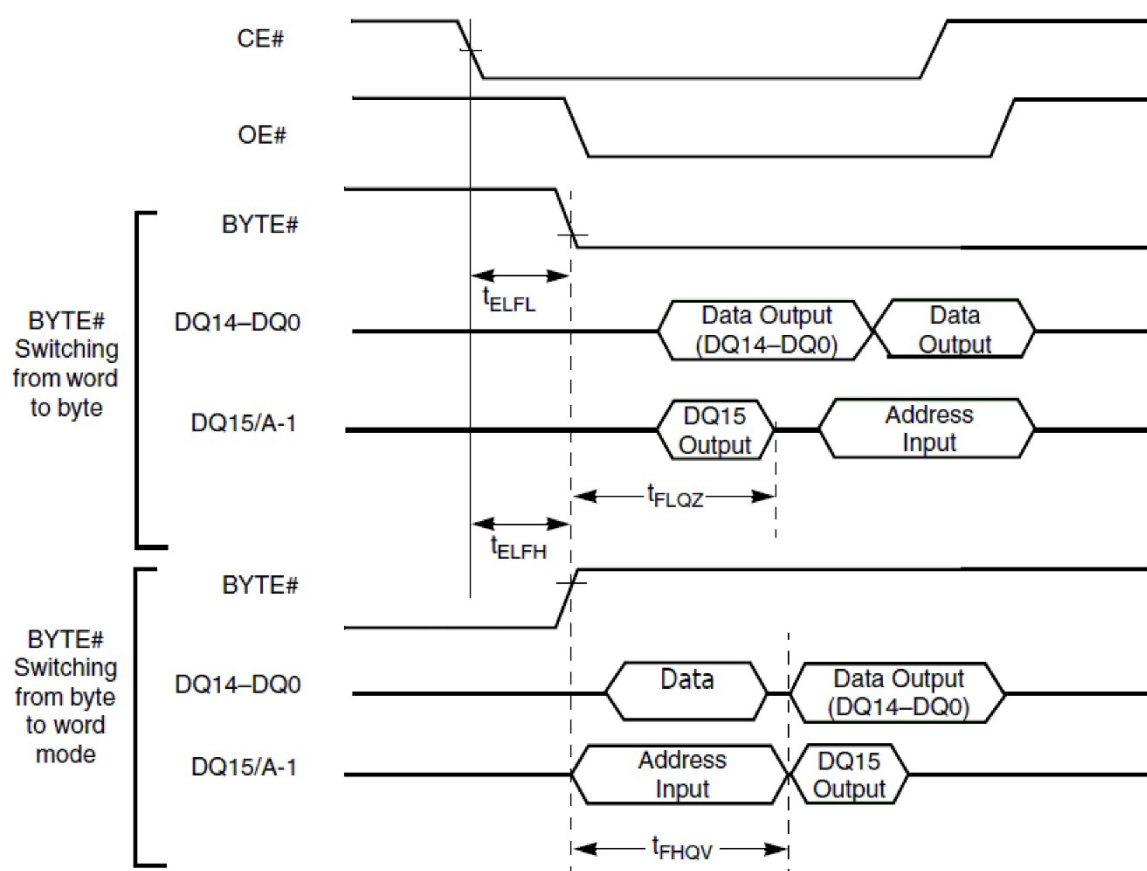 CE#
OE#
BYTE#
tELFL
BYTE#
Switching
from word
to byte
DQ14–DQ0
Data Output
(DQ14–DQ0)
Data
Output
DQ15/A-1
DQ15
Output
Address
Input
tFLQZ
tELFH
BYTE#
BYTE#
Switching
from byte
to word
mode
DQ14–DQ0
Data
Data Output
(DQ14–DQ0)
DQ15/A-1
Address
Input
DQ15
Output
tFHQV